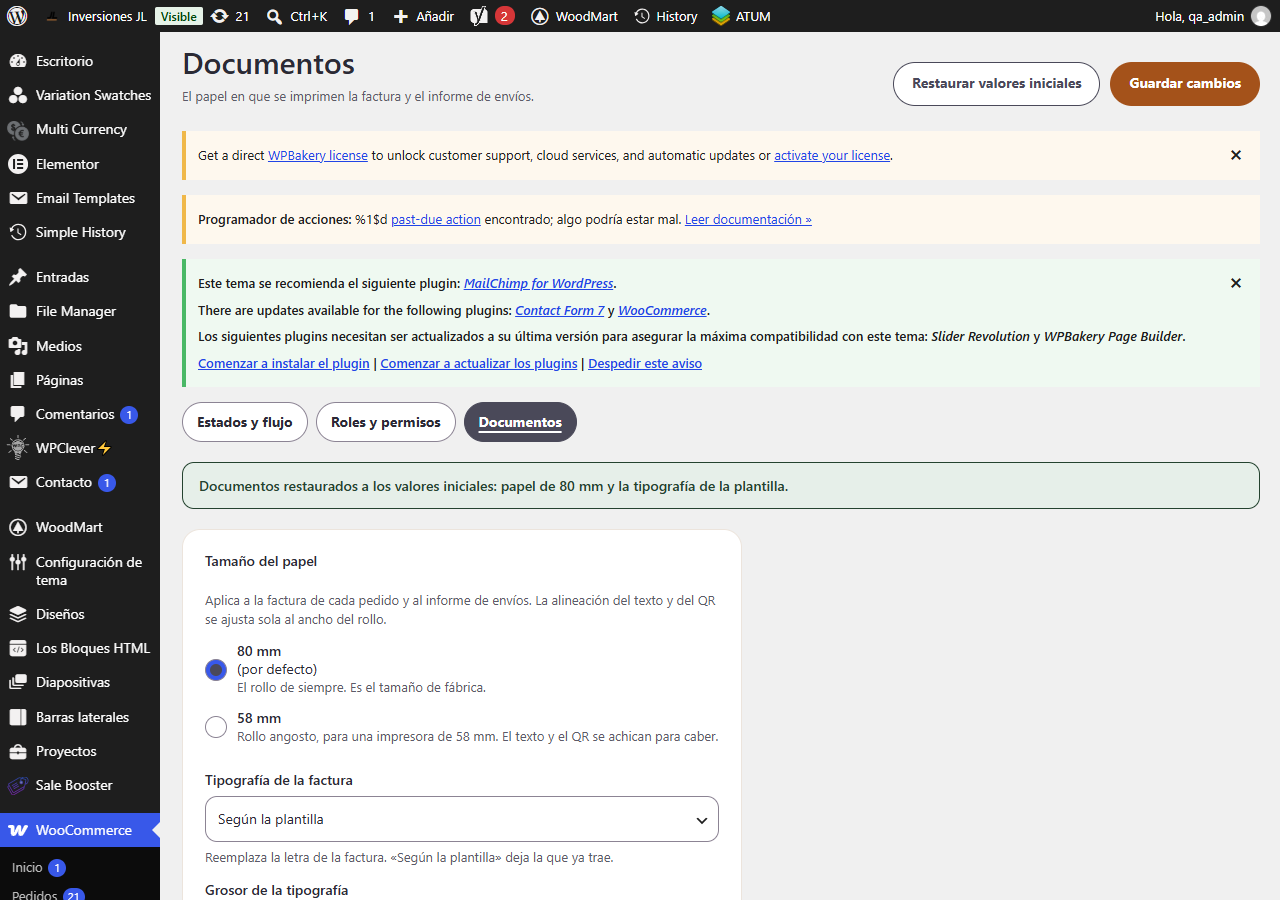 Inversiones JL
Visible
21
Ctrl+K
1
Añadir
2
WoodMart
History
ATUM
Hola, qa_admin
Escritorio
Variation Swatches
Multi Currency
Elementor
Email Templates
Simple History
Entradas
File Manager
Medios
Páginas
Comentarios 1
WPClever⚡
Contacto 1
WoodMart
Configuración de
tema
Diseños
Los Bloques HTML
Diapositivas
Barras laterales
Proyectos
Sale Booster
WooCommerce
Inicio 1
Pedidos 21
Documentos
El papel en que se imprimen la factura y el informe de envíos.
Restaurar valores iniciales
Guardar cambios
Get a direct WPBakery license to unlock customer support, cloud services, and automatic updates or activate your license.
Programador de acciones: %1$d past-due action encontrado; algo podría estar mal. Leer documentación »
Este tema se recomienda el siguiente plugin: MailChimp for WordPress.
There are updates available for the following plugins: Contact Form 7 y WooCommerce.
Los siguientes plugins necesitan ser actualizados a su última versión para asegurar la máxima compatibilidad con este tema: Slider Revolution y WPBakery Page Builder.
Comenzar a instalar el plugin | Comenzar a actualizar los plugins | Despedir este aviso
Estados y flujo
Roles y permisos
Documentos
Documentos restaurados a los valores iniciales: papel de 80 mm y la tipografía de la plantilla.
Tamaño del papel
Aplica a la factura de cada pedido y al informe de envíos. La alineación del texto y del QR
se ajusta sola al ancho del rollo.
80 mm
(por defecto)
El rollo de siempre. Es el tamaño de fábrica.
58 mm
Rollo angosto, para una impresora de 58 mm. El texto y el QR se achican para caber.
Tipografía de la factura
Según la plantilla
Reemplaza la letra de la factura. «Según la plantilla» deja la que ya trae.
Grosor de la tipografía